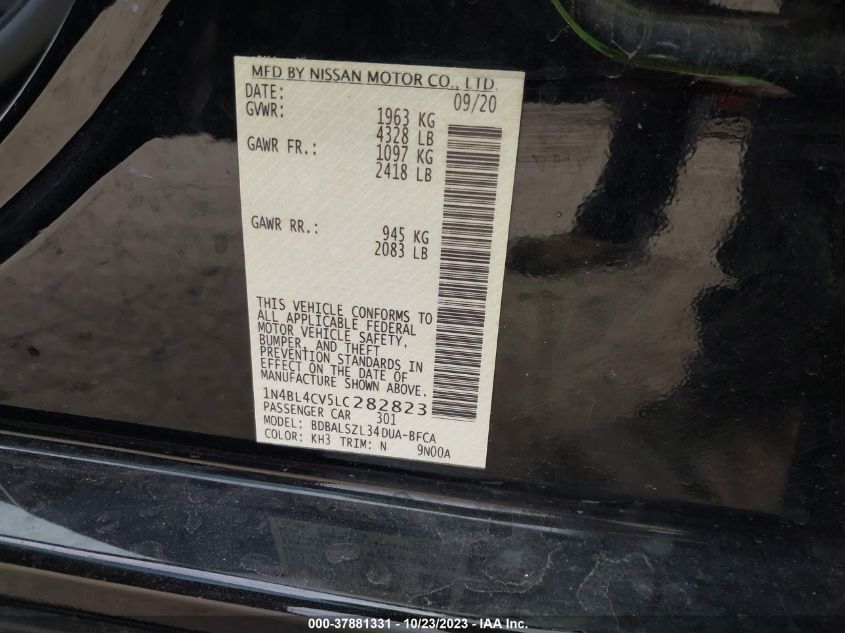 MFD BY NISSAN MOTOR CO., LTD.
DATE: 09/20
GVWR: 1963 KG
4328 LB
GAWR FR.: 1097 KG
2418 LB
GAWR RR.: 945 KG
2083 LB
THIS VEHICLE CONFORMS TO
ALL APPLICABLE FEDERAL
MOTOR VEHICLE SAFETY,
BUMPER, AND THEFT
PREVENTION STANDARDS IN
EFFECT ON THE DATE OF
MANUFACTURE SHOWN ABOVE.
1N4BL4CV5LC282823
PASSENGER CAR 301
MODEL: BDBALSZL34DUA-BFCA
COLOR: KH3 TRIM: N 9N00A
000-37881331 - 10/23/2023 - IAA Inc.